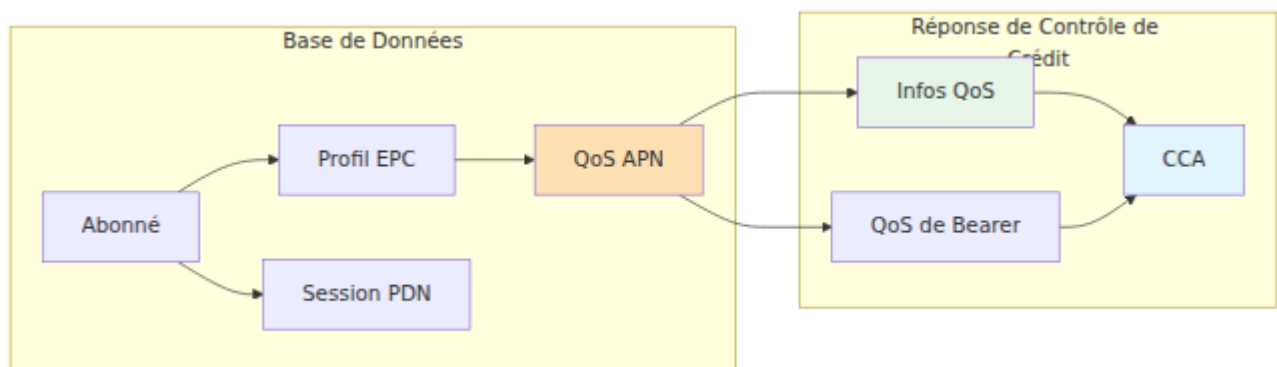 Base de Données
Abonné
Profil EPC
Session PDN
QoS APN
Réponse de Contrôle de
Crédit
Infos QoS
QoS de Bearer
CCA